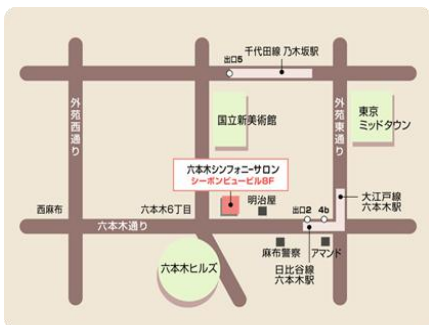 千代田線 乃木坂駅
出口5
外苑西通り
国立新美術館
外苑東通り
東京
ミッドタウン
六本木シンフォニーサロン
シーボンビュービル8F
大江戸線
六本木駅
西麻布
六本木6丁目
明治屋
出口2
4b
六本木通り
麻布警察
アマンド
六本木ヒルズ
日比谷線
六本木駅